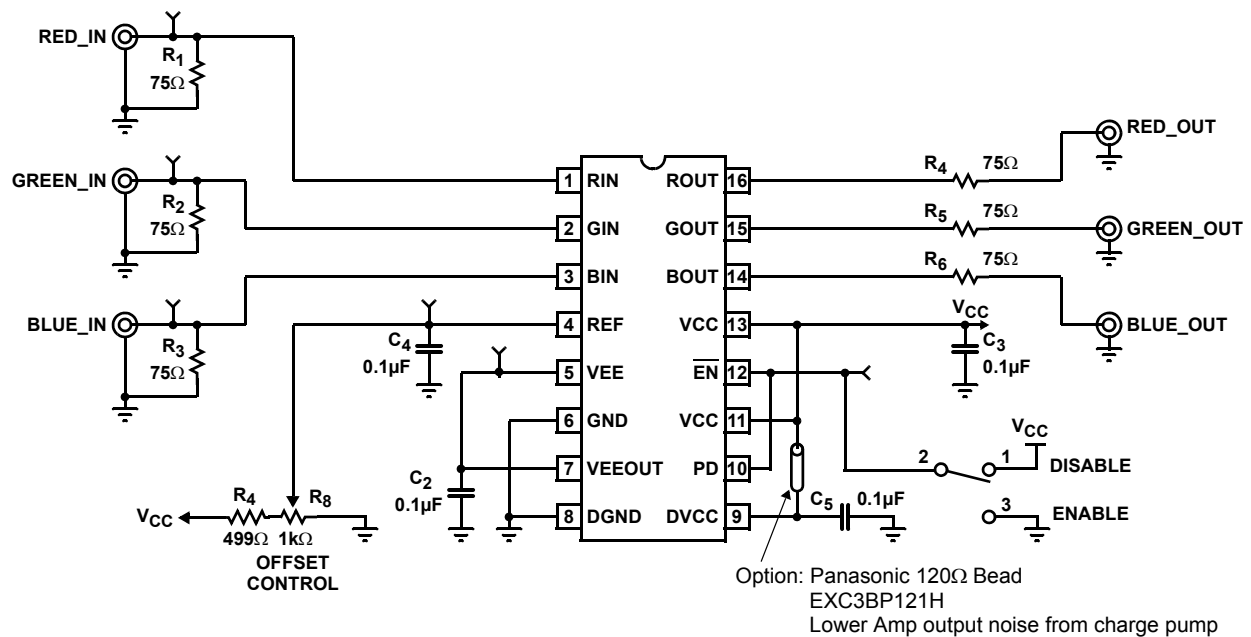 RED_IN
R1
75Ω
GREEN_IN
R2
75Ω
BLUE_IN
R3
75Ω
C4
0.1µF
C2
0.1µF
VCC
R4
499Ω
R8
1kΩ
OFFSET
CONTROL
1 RIN ROUT 16
2 GIN GOUT 15
3 BIN BOUT 14
4 REF VCC 13
5 VEE EN 12
6 GND VCC 11
7 VEEOUT PD 10
8 DGND DVCC 9
R4 75Ω
RED_OUT
R5 75Ω
GREEN_OUT
R6 75Ω
BLUE_OUT
VCC
C3
0.1µF
VCC
2 1 DISABLE
3 ENABLE
C5 0.1µF
Option: Panasonic 120Ω Bead
EXC3BP121H
Lower Amp output noise from charge pump